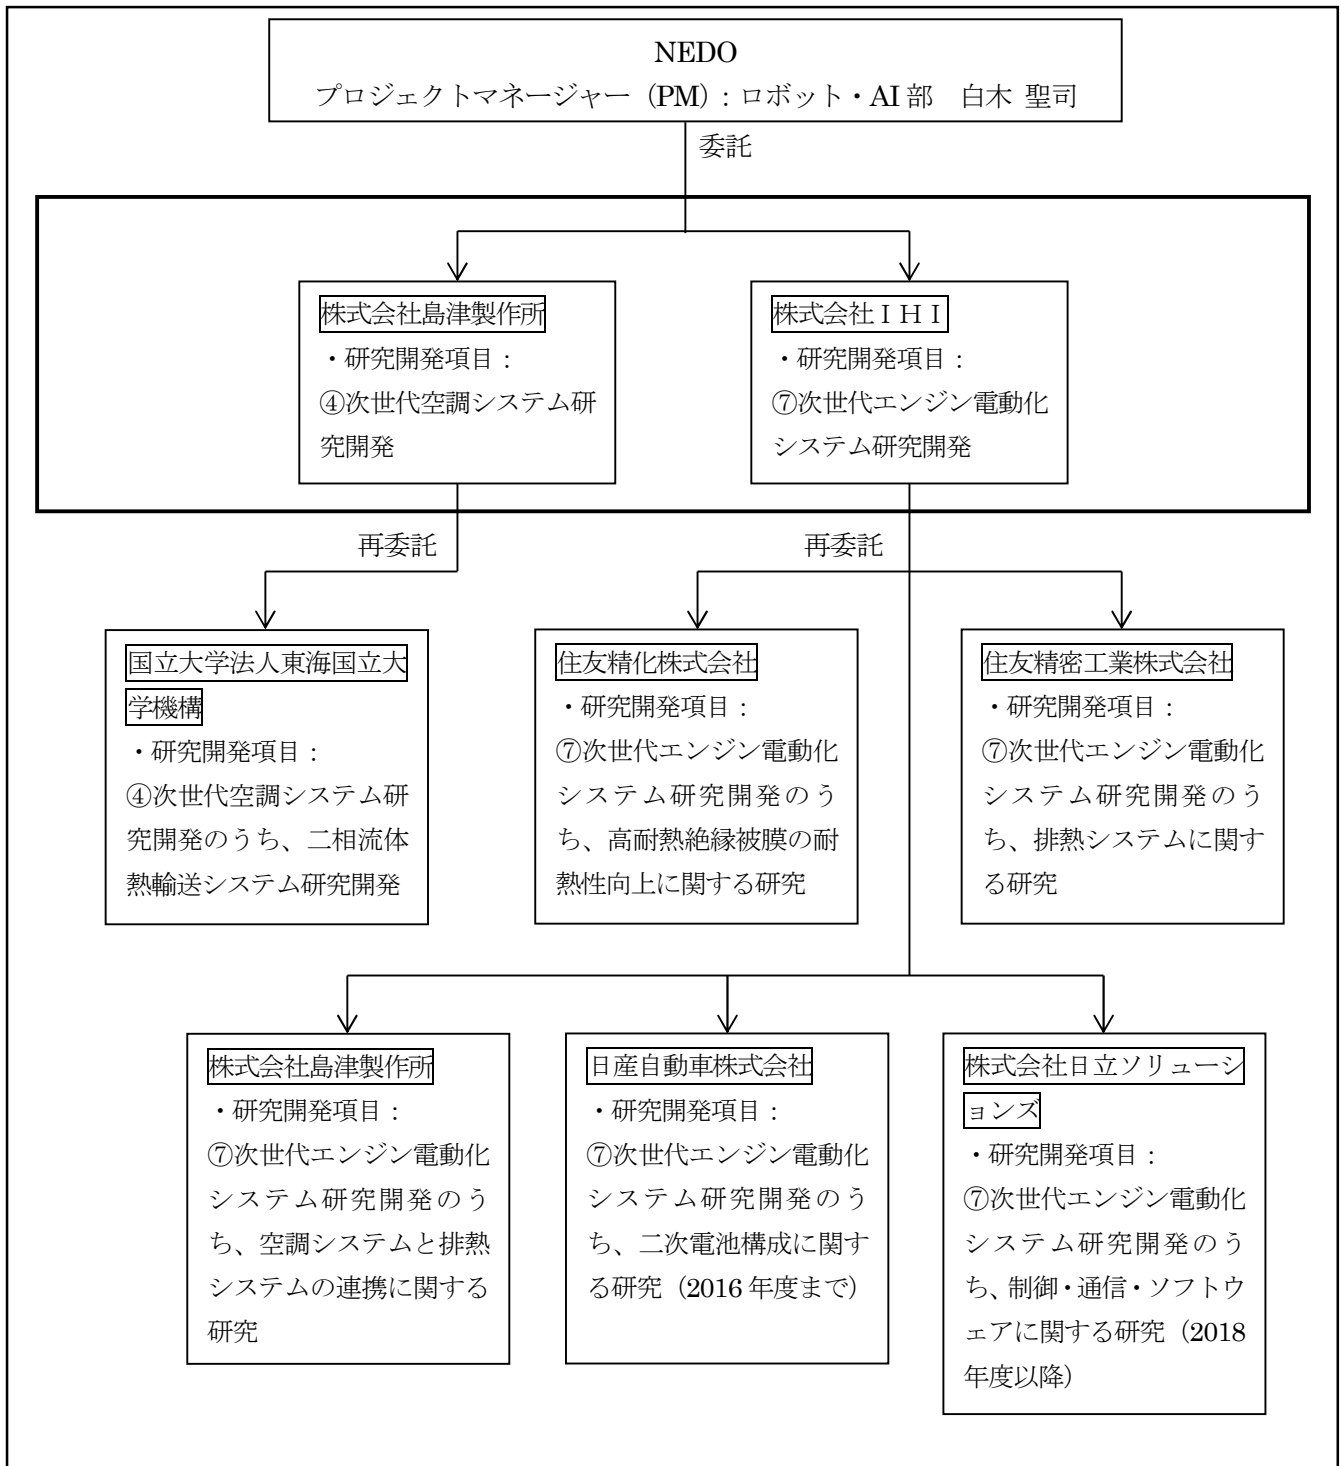 NEDO
プロジェクトマネージャー（PM）：ロボット・AI 部　白木 聖司
委託
株式会社島津製作所
・研究開発項目：
④次世代空調システム研
究開発
株式会社ＩＨＩ
・研究開発項目：
⑦次世代エンジン電動化
システム研究開発
再委託
再委託
国立大学法人東海国立大
学機構
・研究開発項目：
④次世代空調システム研
究開発のうち、二相流体
熱輸送システム研究開発
住友精化株式会社
・研究開発項目：
⑦次世代エンジン電動化
システム研究開発のう
ち、高耐熱絶縁被膜の耐
熱性向上に関する研究
住友精密工業株式会社
・研究開発項目：
⑦次世代エンジン電動化
システム研究開発のう
ち、排熱システムに関す
る研究
株式会社島津製作所
・研究開発項目：
⑦次世代エンジン電動化
システム研究開発のう
ち、空調システムと排熱
システムの連携に関する
研究
日産自動車株式会社
・研究開発項目：
⑦次世代エンジン電動化
システム研究開発のう
ち、二次電池構成に関す
る研究（2016 年度まで）
株式会社日立ソリューシ
ョンズ
・研究開発項目：
⑦次世代エンジン電動化
システム研究開発のう
ち、制御・通信・ソフトウ
ェアに関する研究（2018
年度以降）